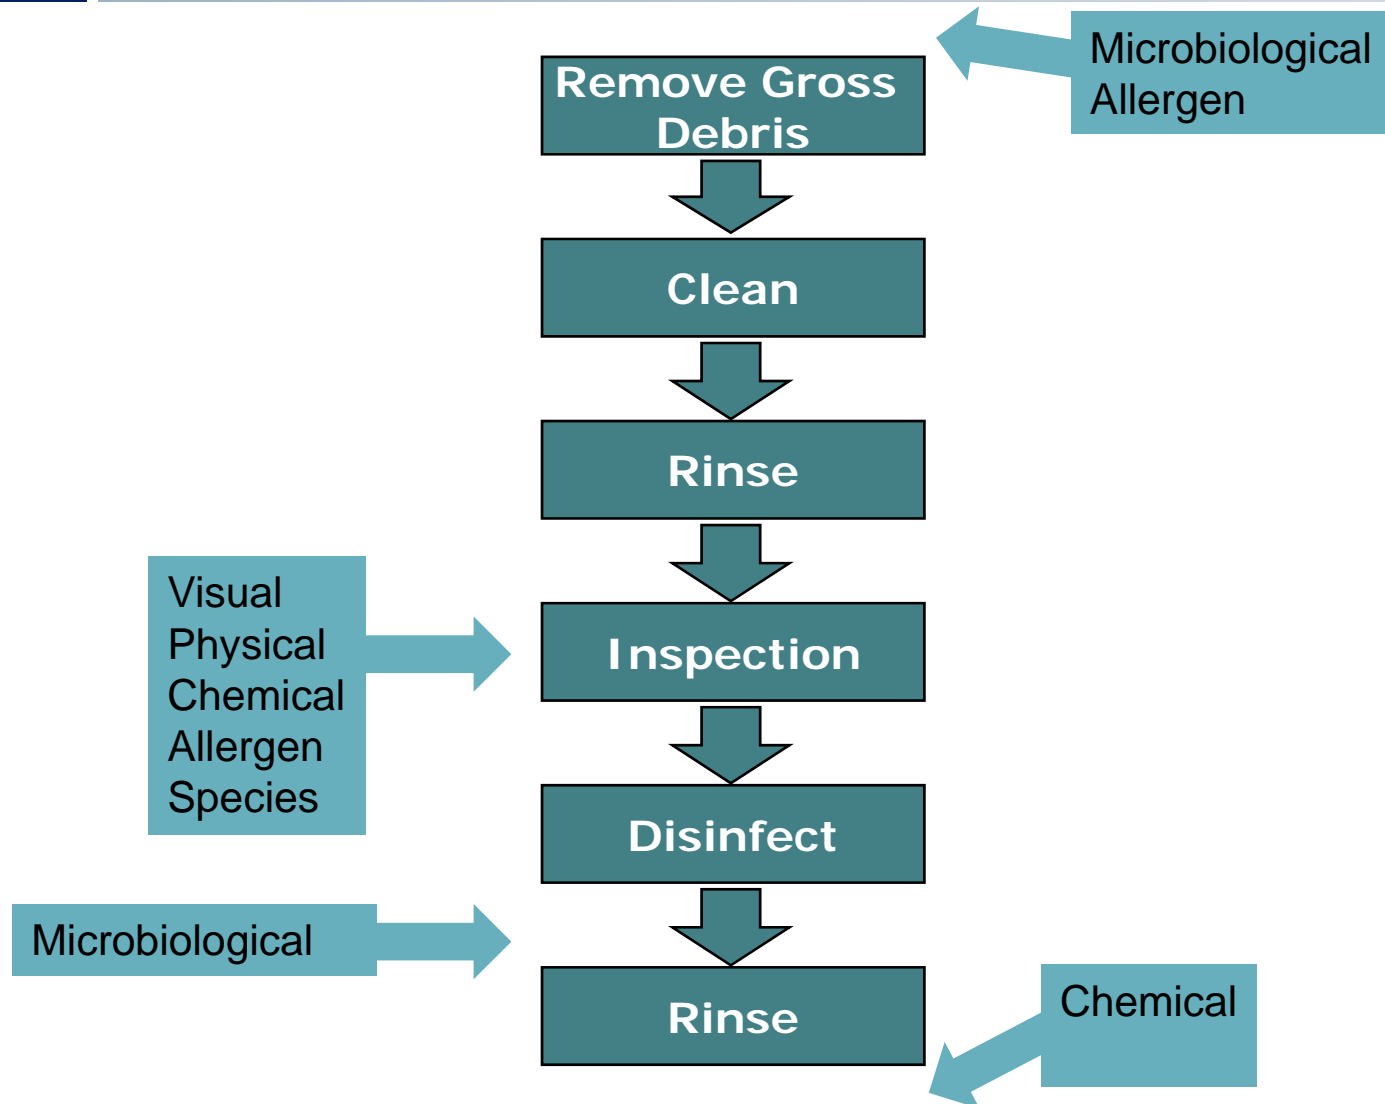 Microbiological
Allergen
Remove Gross
Debris
Clean
Rinse
Visual
Physical
Chemical
Allergen
Species
Inspection
Disinfect
Microbiological
Rinse
Chemical